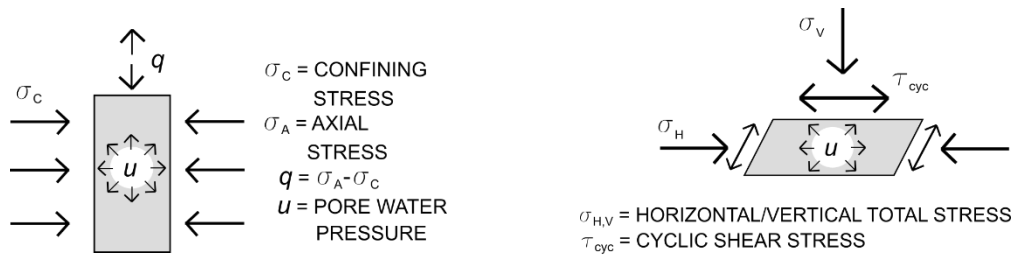 q
σC
σC = CONFINING
STRESS
σA = AXIAL
STRESS
q = σA-σC
u = PORE WATER
PRESSURE
u
σV
τcyc
σH
u
σH,V = HORIZONTAL/VERTICAL TOTAL STRESS
τcyc = CYCLIC SHEAR STRESS